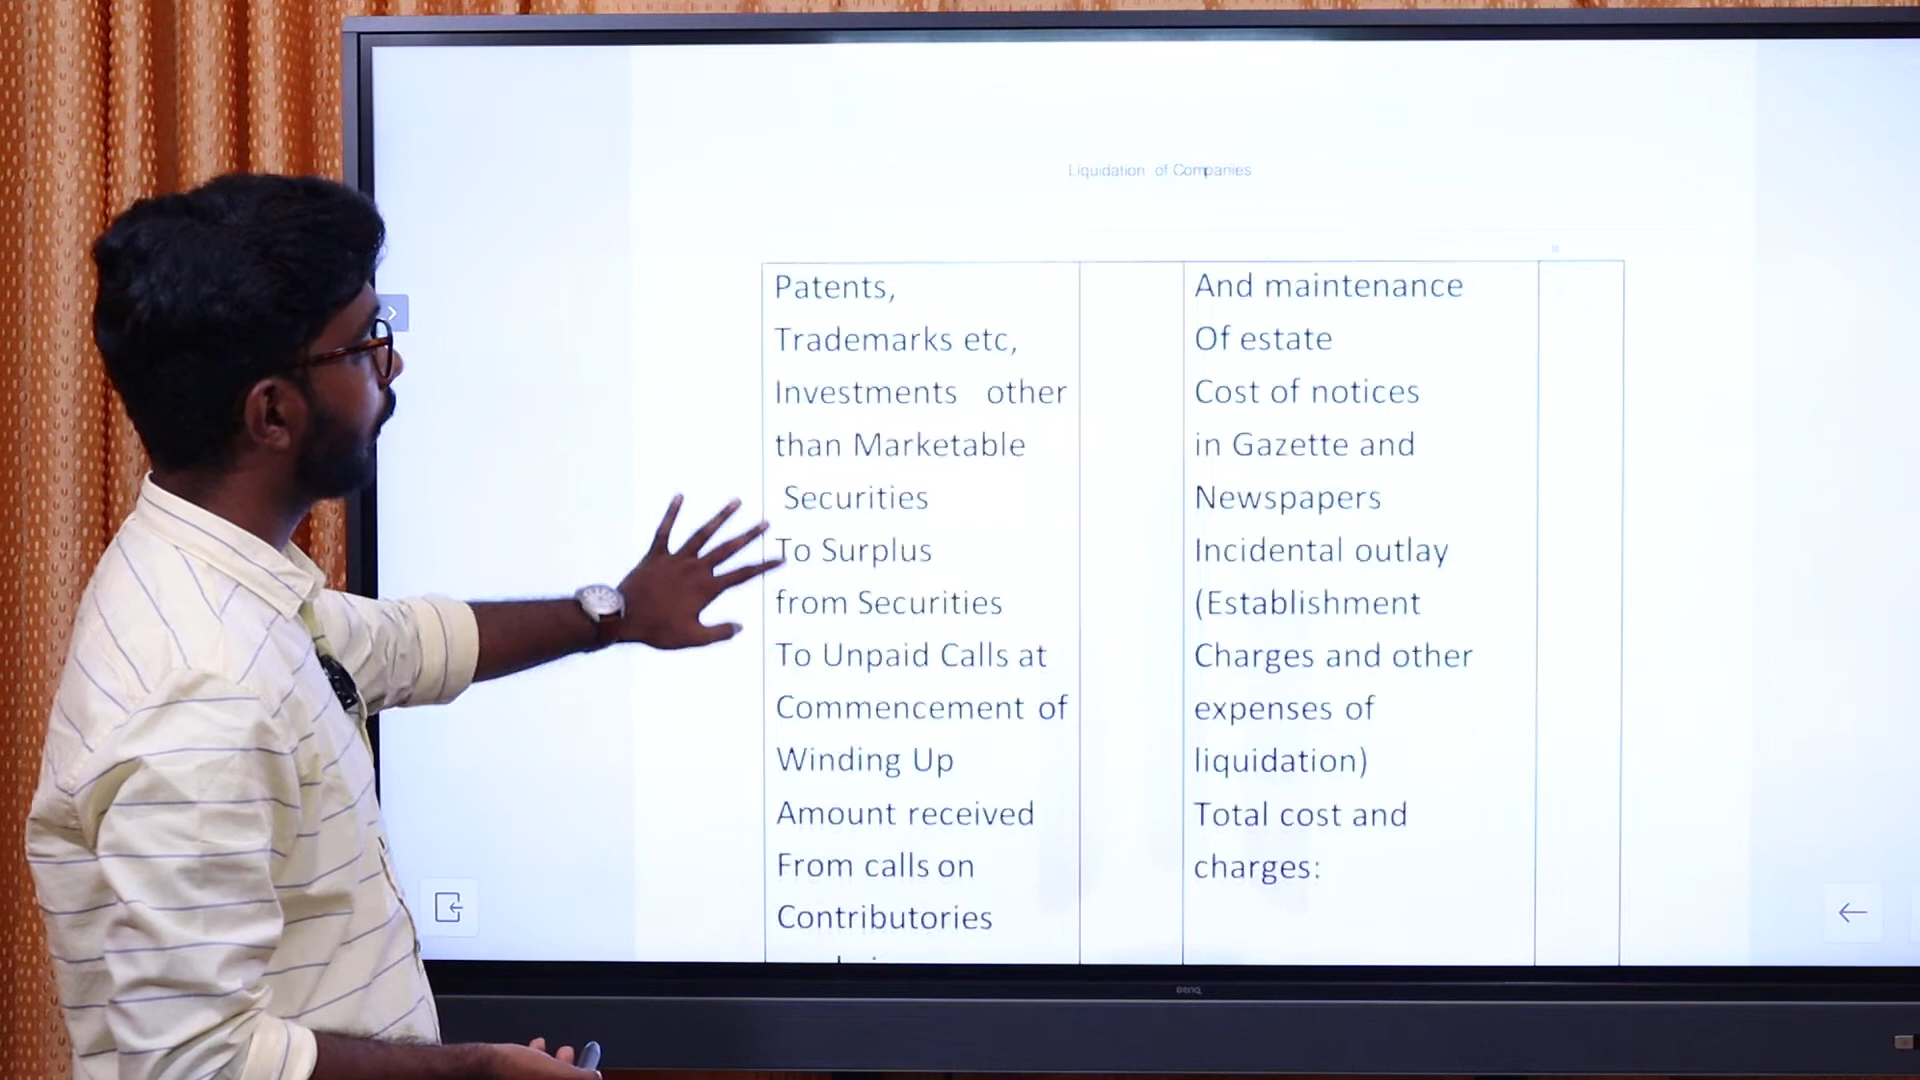 Liquidation of Companies
Patents,
Trademarks etc,
Investments other
than Marketable
Securities
To Surplus
from Securities
To Unpaid Calls at
Commencement of
Winding Up
Amount received
From calls on
Contributories
And maintenance
Of estate
Cost of notices
in Gazette and
Newspapers
Incidental outlay
(Establishment
Charges and other
expenses of
liquidation)
Total cost and
charges:
BenQ